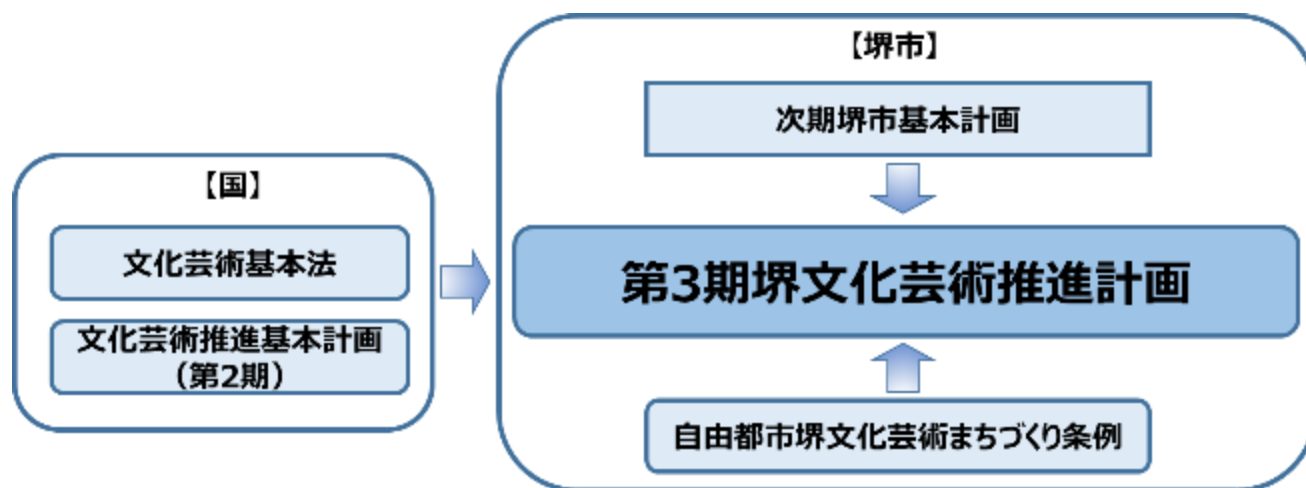 【国】
文化芸術基本法
文化芸術推進基本計画
（第2期）
【堺市】
次期堺市基本計画
第3期堺文化芸術推進計画
自由都市堺文化芸術まちづくり条例